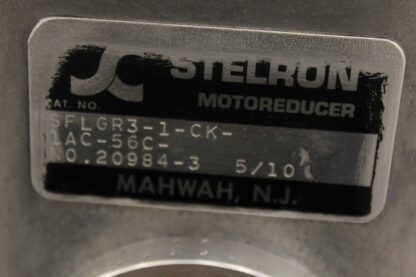 STELRON
MOTOREDUCER
CAT. NO.
SFLGR3-1-CK-
1AC-56C-
NO.20984-3 5/10
MAHWAH, N.J.